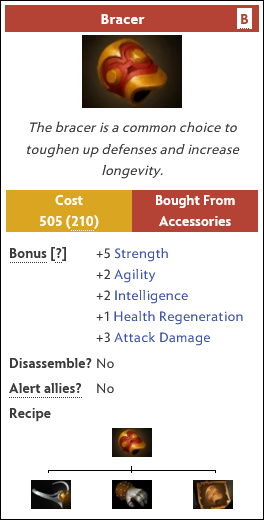 Bracer B
The bracer is a common choice to
toughen up defenses and increase
longevity.
Cost
505 (210)
Bought From
Accessories
Bonus [?] +5 Strength
+2 Agility
+2 Intelligence
+1 Health Regeneration
+3 Attack Damage
Disassemble? No
Alert allies? No
Recipe